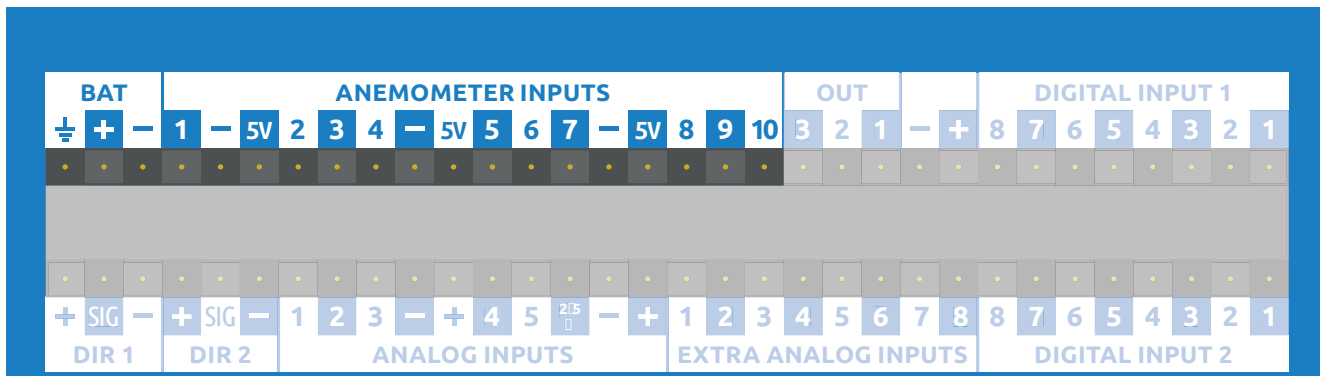 BAT ANEMOMETER INPUTS OUT DIGITAL INPUT 1
⏚ + − 1 − 5V 2 3 4 − 5V 5 6 7 − 5V 8 9 10 3 2 1 − + 8 7 6 5 4 3 2 1
+ SIG − + SIG − 1 2 3 − + 4 5 − + 1 2 3 4 5 6 7 8 8 7 6 5 4 3 2 1
DIR 1 DIR 2 ANALOG INPUTS EXTRA ANALOG INPUTS DIGITAL INPUT 2